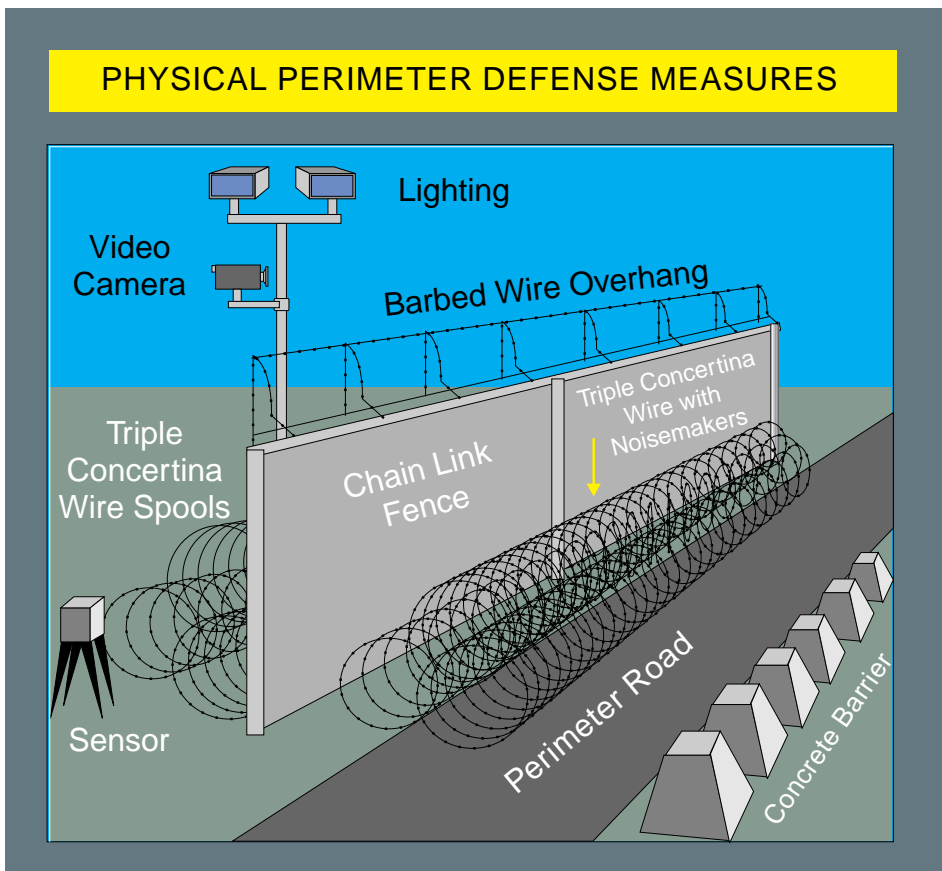 PHYSICAL PERIMETER DEFENSE MEASURES
Lighting
Video
Camera
Barbed Wire Overhang
Triple Concertina
Wire with
Noisemakers
Triple
Concertina
Wire Spools
Chain Link
Fence
Sensor
Perimeter Road
Concrete Barrier